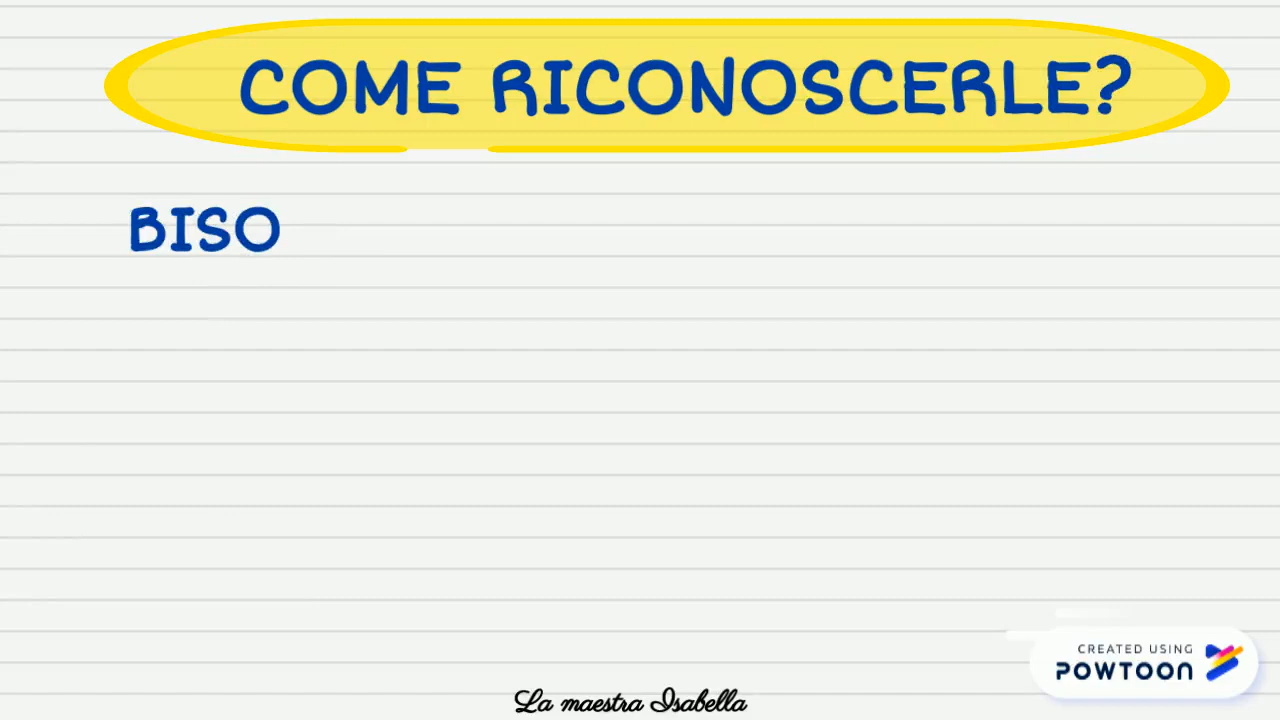 COME RICONOSCERLE?
BISO
CREATED USING
POWTOON
La maestra Isabella